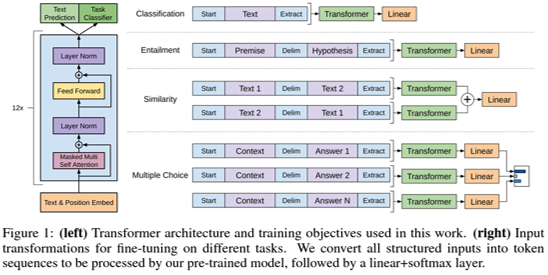 Text Prediction
Task Classifier
Layer Norm
Feed Forward
12x
Layer Norm
Masked Multi Self Attention
Text & Position Embed
Classification
Start Text Extract Transformer Linear
Entailment
Start Premise Delim Hypothesis Extract Transformer Linear
Similarity
Start Text 1 Delim Text 2 Extract Transformer
Linear
Start Text 2 Delim Text 1 Extract Transformer
Multiple Choice
Start Context Delim Answer 1 Extract Transformer Linear
Start Context Delim Answer 2 Extract Transformer Linear
Start Context Delim Answer N Extract Transformer Linear
Figure 1: (left) Transformer architecture and training objectives used in this work. (right) Input
transformations for fine-tuning on different tasks. We convert all structured inputs into token
sequences to be processed by our pre-trained model, followed by a linear+softmax layer.